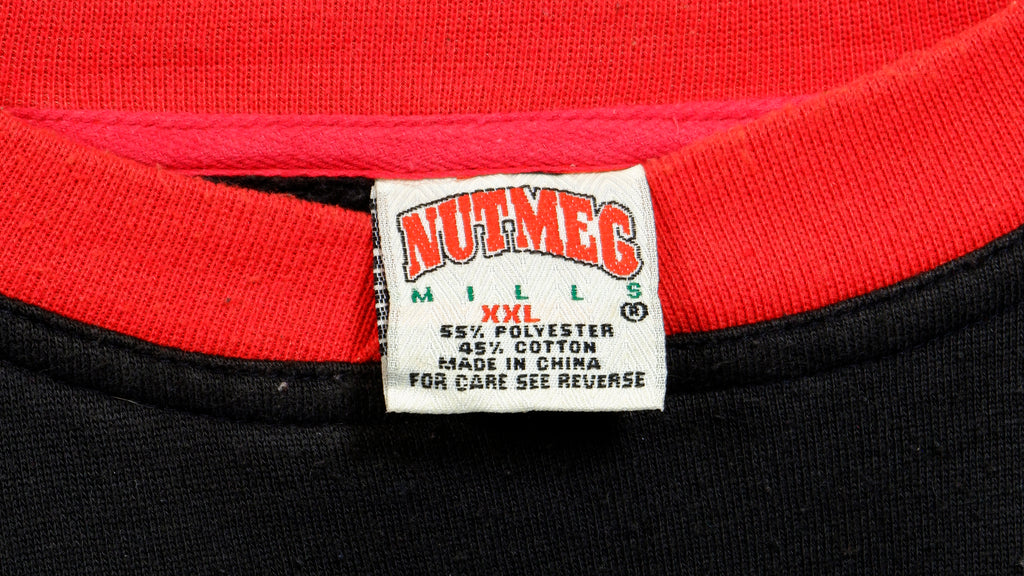 NUTMEG
MILLS
XXL ®
55% POLYESTER
45% COTTON
MADE IN CHINA
FOR CARE SEE REVERSE